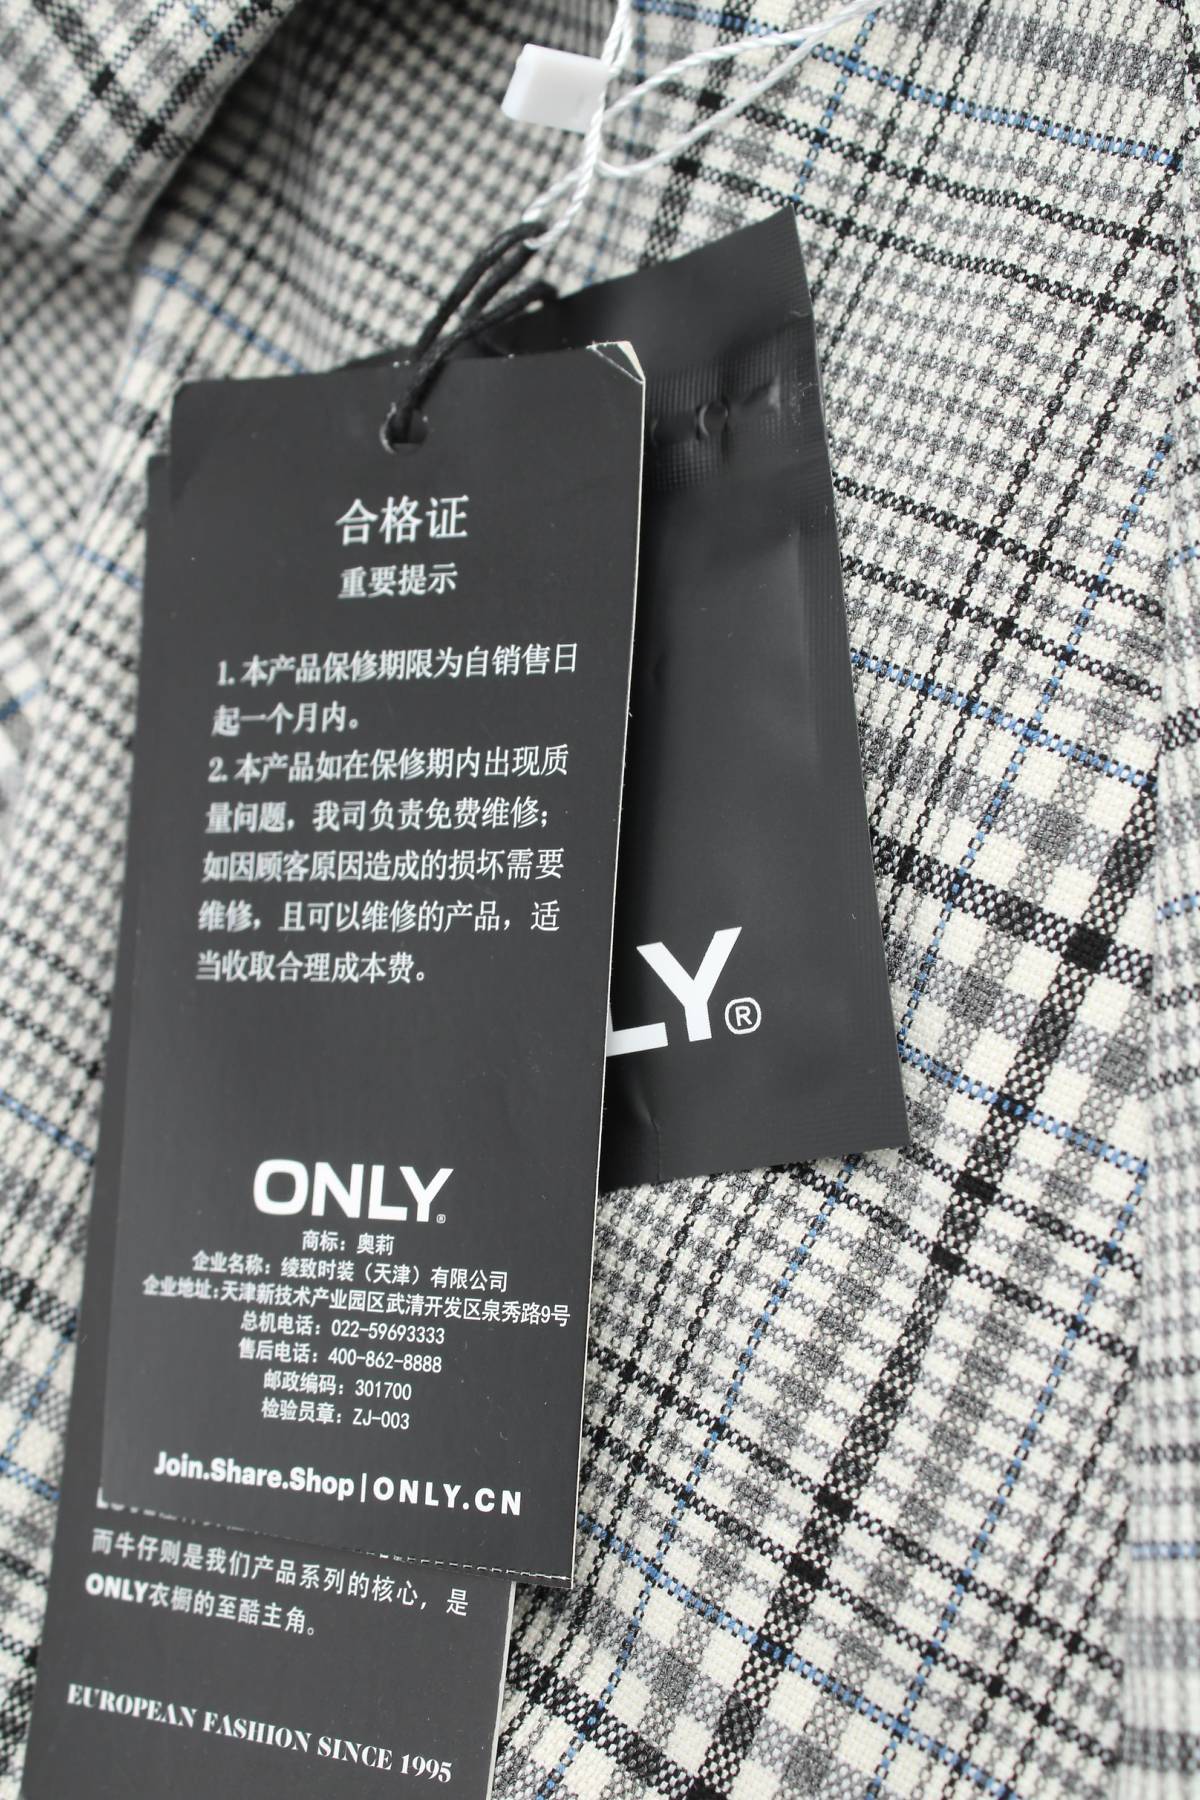 合格证
重要提示
1.本产品保修期限为自销售日
起一个月内。
2.本产品如在保修期内出现质
量问题，我司负责免费维修；
如因顾客原因造成的损坏需要
维修，且可以维修的产品，适
当收取合理成本费。
ONLY®
商标：奥莉
企业名称：绫致时装（天津）有限公司
企业地址：天津新技术产业园区武清开发区泉秀路9号
总机电话：022-59693333
售后电话：400-862-8888
邮政编码：301700
检验员章：ZJ-003
Join.Share.Shop|ONLY.CN
LY®
而牛仔则是我们产品系列的核心，是
ONLY衣橱的至酷主角。
EUROPEAN FASHION SINCE 1995